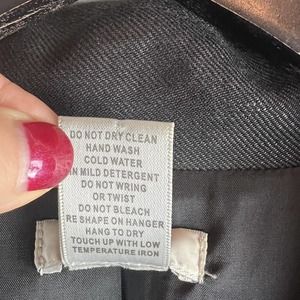 DO NOT DRY CLEAN
HAND WASH
COLD WATER
IN MILD DETERGENT
DO NOT WRING
OR TWIST
DO NOT BLEACH
RE SHAPE ON HANGER
HANG TO DRY
TOUCH UP WITH LOW
TEMPERATURE IRON